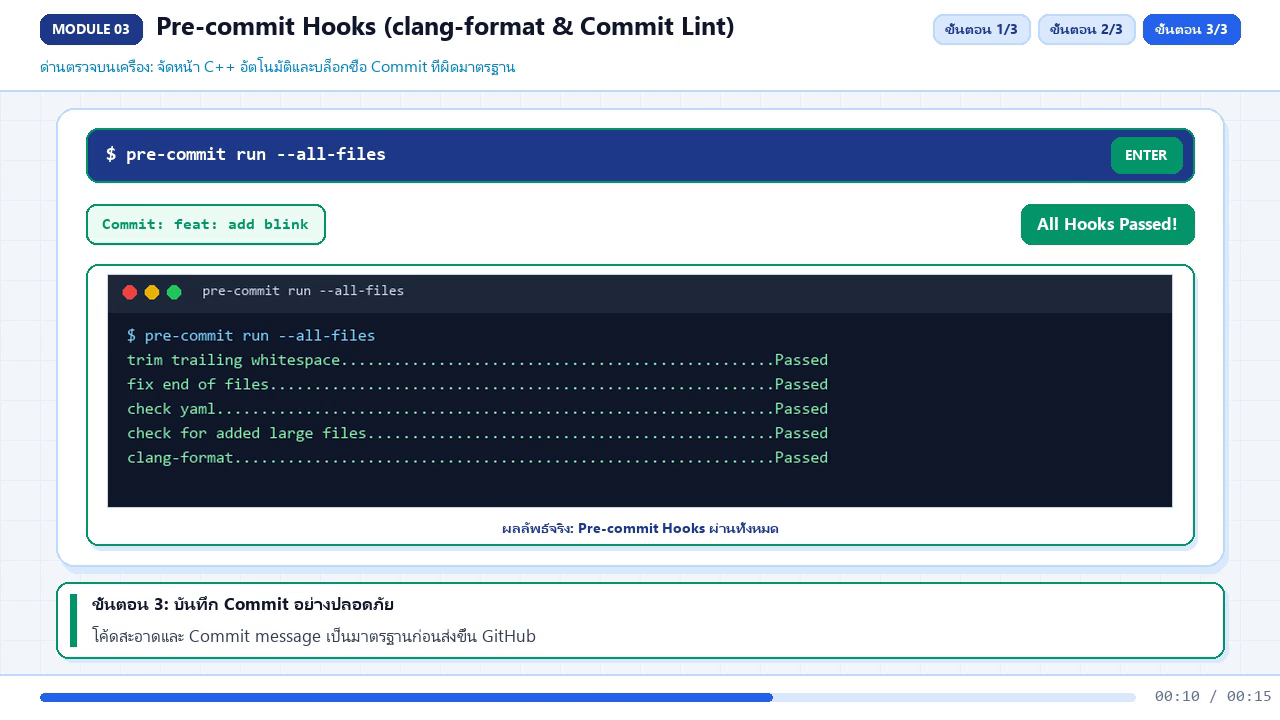 MODULE 03
Pre-commit Hooks (clang-format & Commit Lint)
ขั้นตอน 1/3
ขั้นตอน 2/3
ขั้นตอน 3/3
ด่านตรวจบนเครื่อง: จัดหน้า C++ อัตโนมัติและบล็อกชื่อ Commit ที่ผิดมาตรฐาน
$ pre-commit run --all-files
ENTER
Commit: feat: add blink
All Hooks Passed!
pre-commit run --all-files
$ pre-commit run --all-files
trim trailing whitespace.................................................Passed
fix end of files.........................................................Passed
check yaml...............................................................Passed
check for added large files..............................................Passed
clang-format.............................................................Passed
ผลลัพธ์จริง: Pre-commit Hooks ผ่านทั้งหมด
ขั้นตอน 3: บันทึก Commit อย่างปลอดภัย
โค้ดสะอาดและ Commit message เป็นมาตรฐานก่อนส่งขึ้น GitHub
00:10 / 00:15